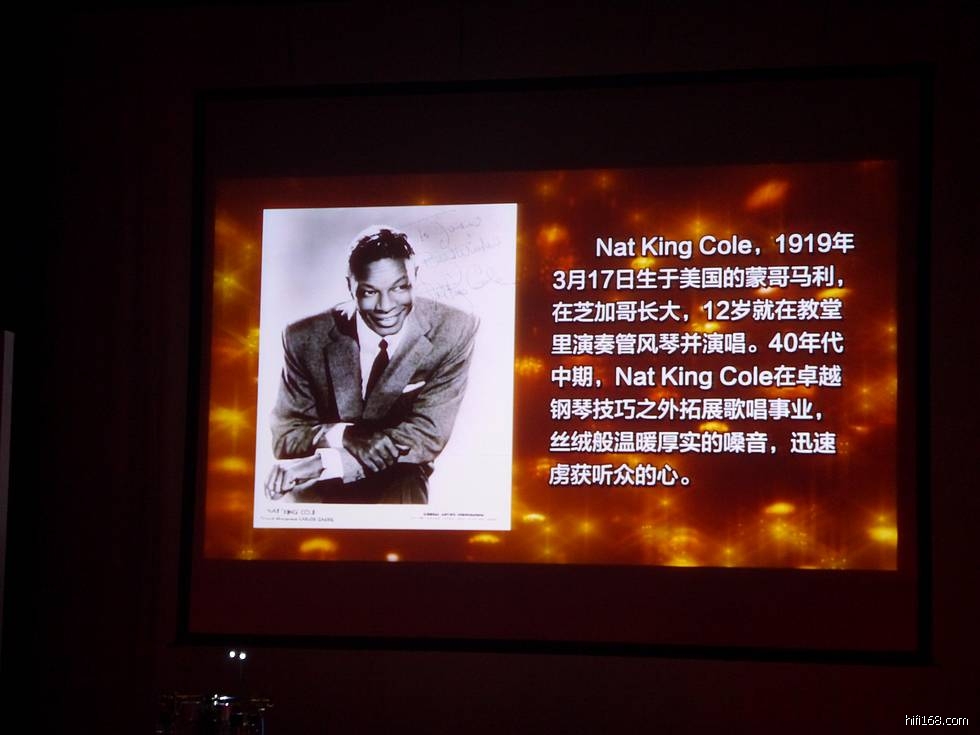 Nat King Cole，1919年
3月17日生于美国的蒙哥马利，
在芝加哥长大，12岁就在教堂
里演奏管风琴并演唱。40年代
中期，Nat King Cole在卓越
钢琴技巧之外拓展歌唱事业，
丝绒般温暖厚实的嗓音，迅速
虏获听众的心。
NAT "KING" COLE
hifi168.com